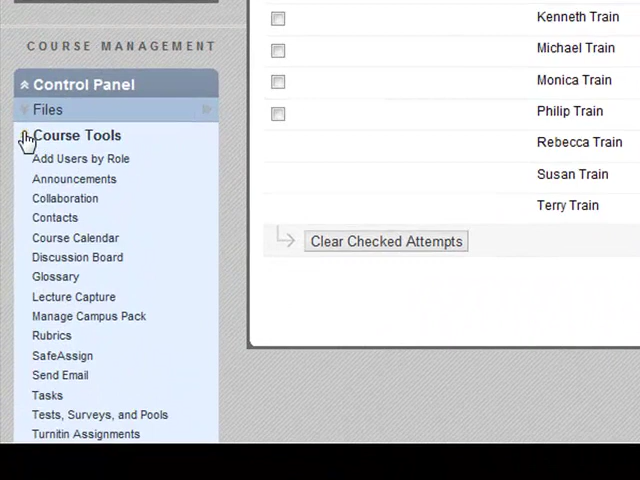 COURSE MANAGEMENT
Control Panel
Files
Course Tools
Add Users by Role
Announcements
Collaboration
Contacts
Course Calendar
Discussion Board
Glossary
Lecture Capture
Manage Campus Pack
Rubrics
SafeAssign
Send Email
Tasks
Tests, Surveys, and Pools
Turnitin Assignments
Kenneth Train
Michael Train
Monica Train
Philip Train
Rebecca Train
Susan Train
Terry Train
Clear Checked Attempts